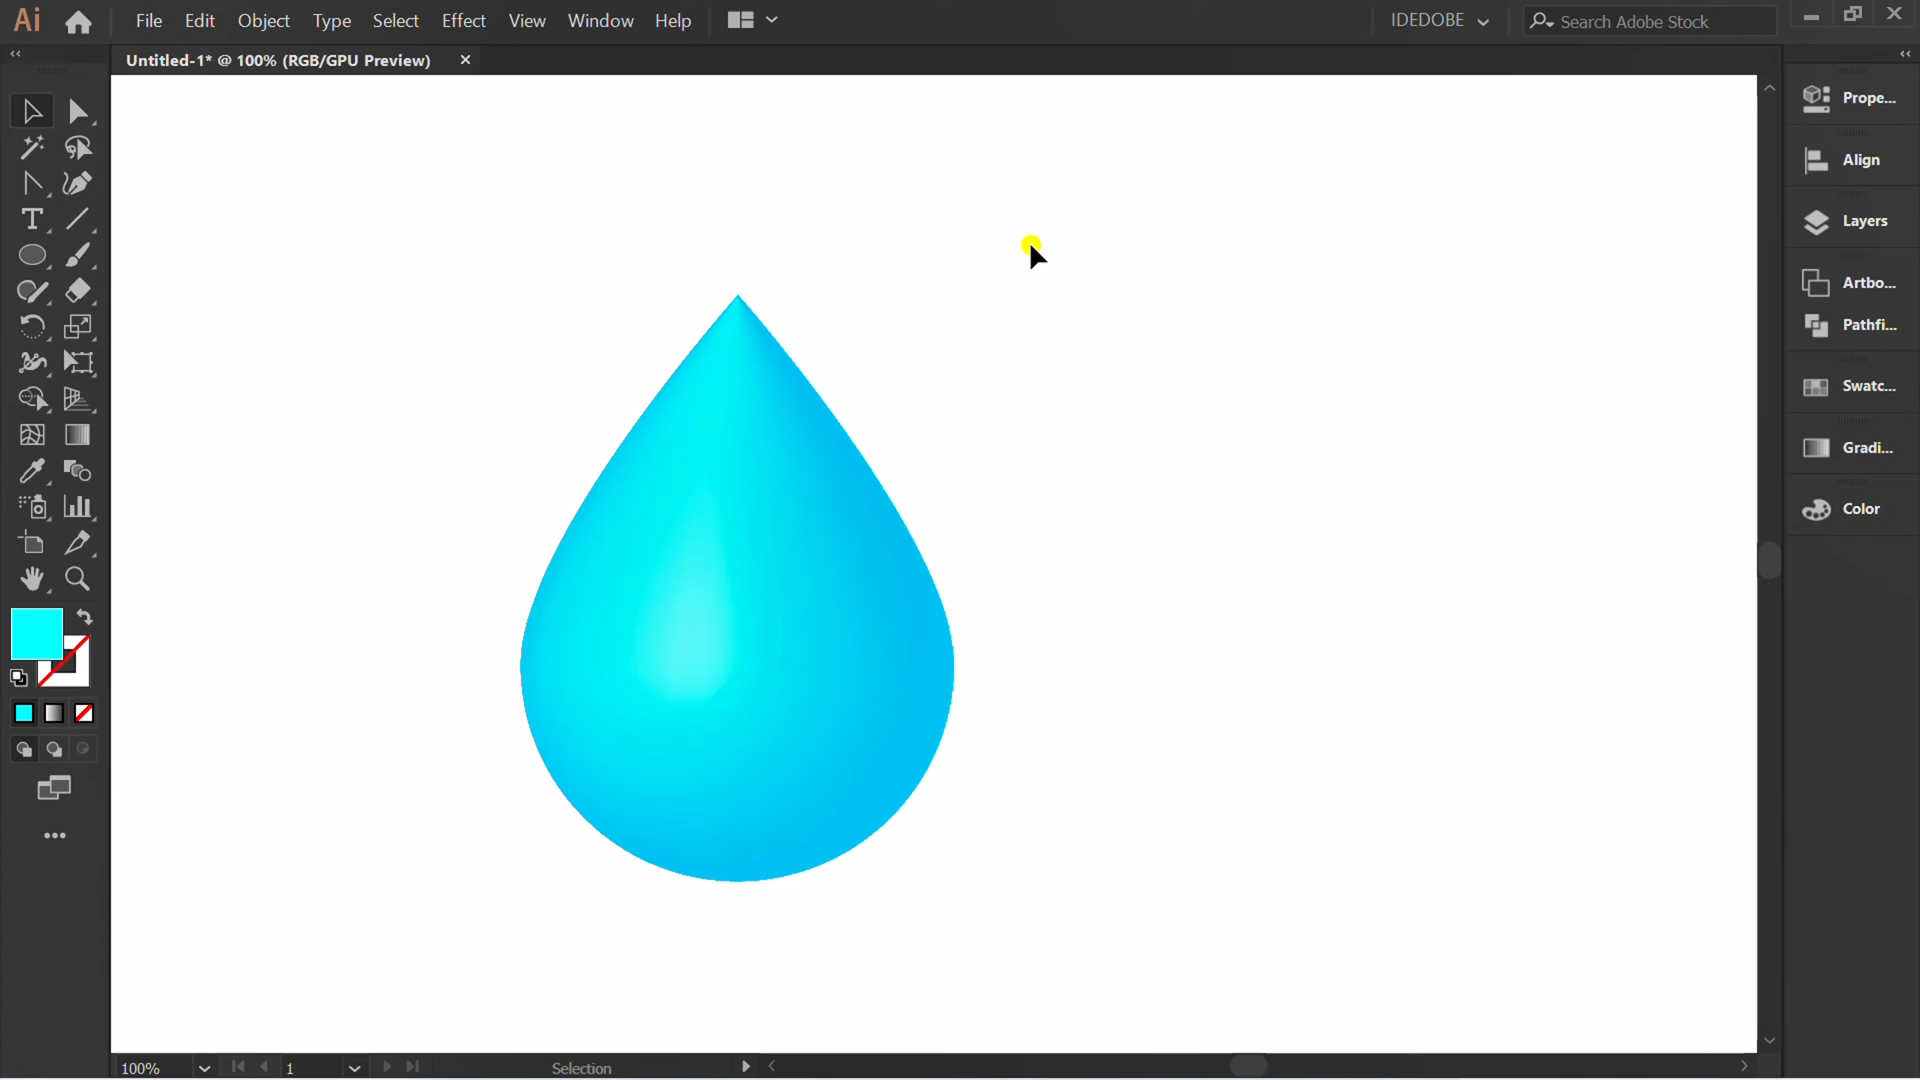 Ai File Edit Object Type Select Effect View Window Help IDEDOBE Search Adobe Stock
Untitled-1* @ 100% (RGB/GPU Preview)
Prope...
Align
Layers
Artbo...
Pathfi...
Swatc...
Gradi...
Color
100% 1 Selection